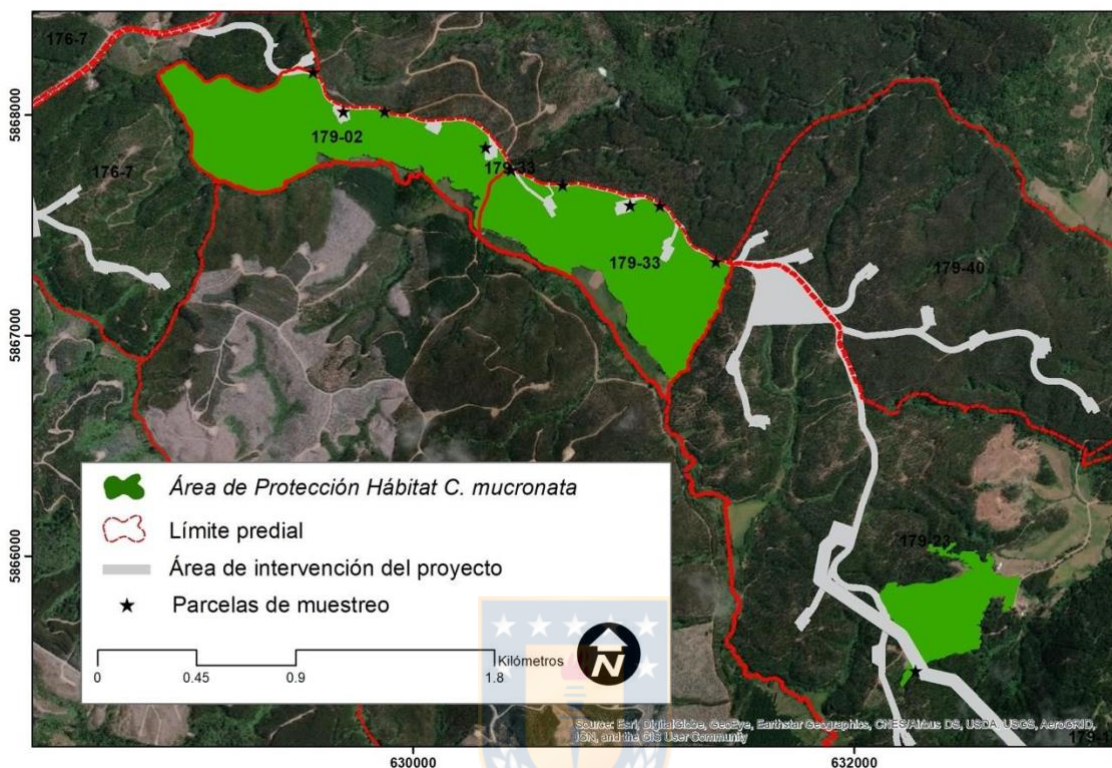 176-7
5868000
179-02
179-33
176-7
179-33
179-40
5867000
Área de Protección Hábitat C. mucronata
Límite predial
Área de intervención del proyecto
Parcelas de muestreo
5866000
179-23
Kilómetros
0 0.45 0.9 1.8
N
Source: Esri, DigitalGlobe, GeoEye, Earthstar Geographics, CNES/Airbus DS, USDA, USGS, AeroGRID,
IGN, and the GIS User Community
630000 632000